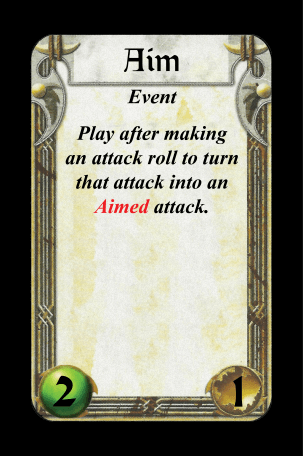 Aim
Event
Play after making
an attack roll to turn
that attack into an
Aimed attack.
2
1